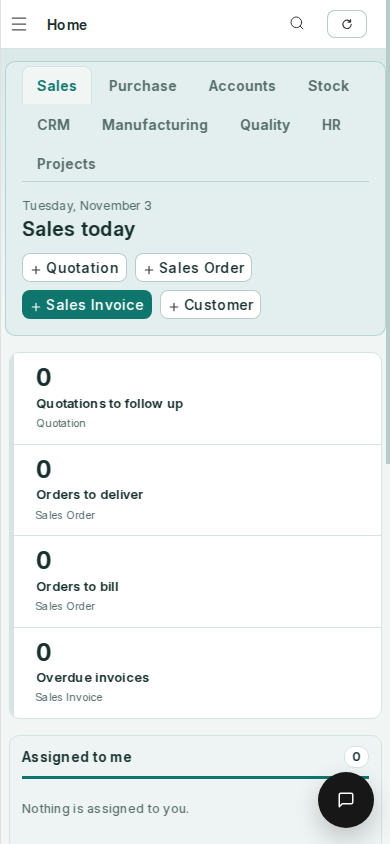 Home
Sales Purchase Accounts Stock
CRM Manufacturing Quality HR
Projects
Tuesday, November 3
Sales today
+ Quotation + Sales Order
+ Sales Invoice + Customer
0
Quotations to follow up
Quotation
0
Orders to deliver
Sales Order
0
Orders to bill
Sales Order
0
Overdue invoices
Sales Invoice
Assigned to me 0
Nothing is assigned to you.